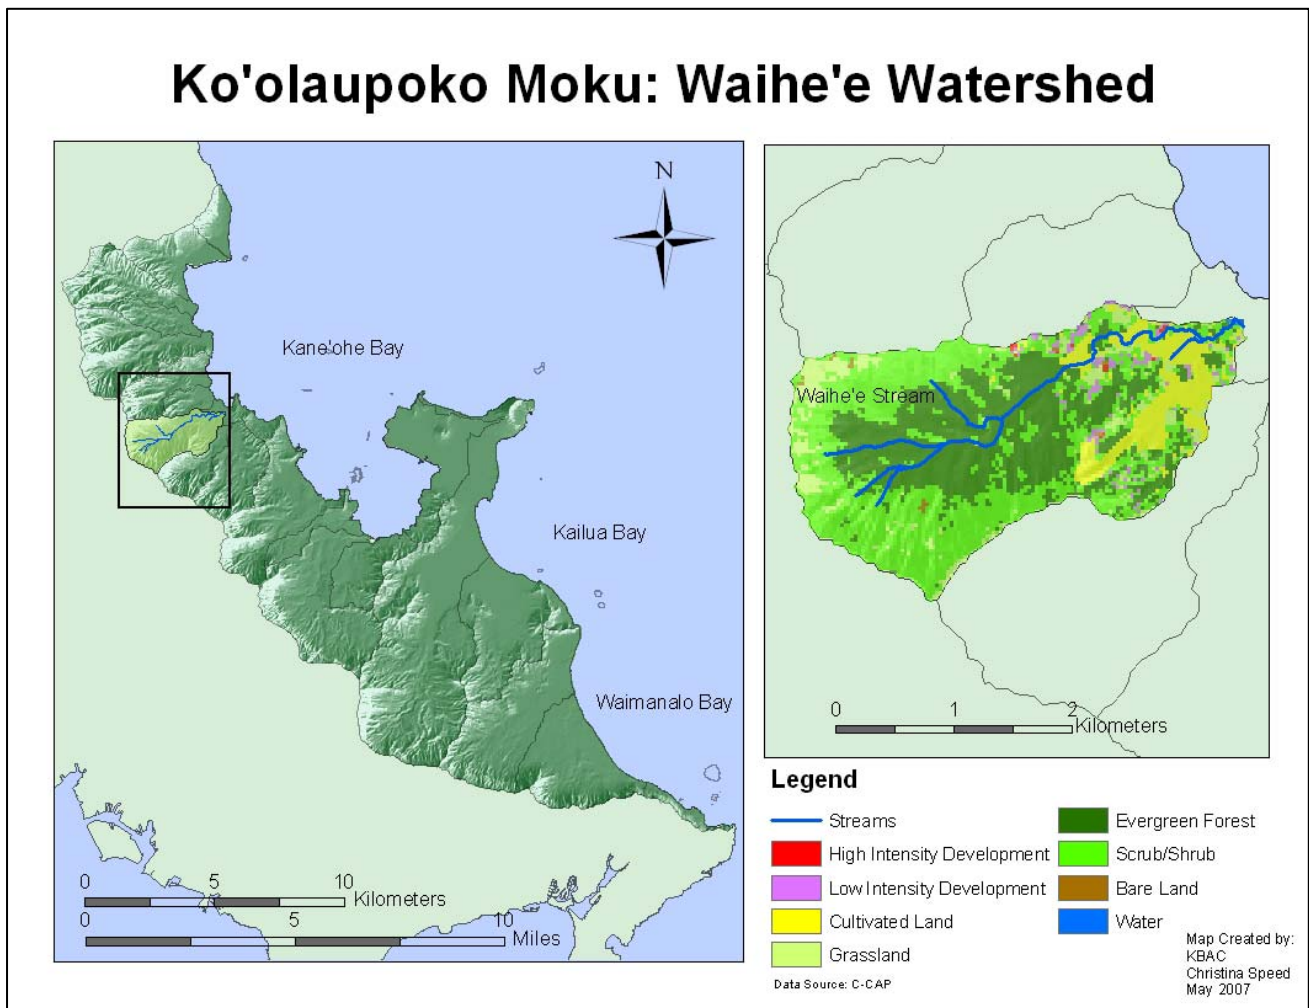 Ko'olaupoko Moku: Waihe'e Watershed
N
Kane'ohe Bay
Kailua Bay
Waimanalo Bay
0 5 10
Kilometers
0 5 10
Miles
Waihe'e Stream
0 1 2
Kilometers
Legend
Streams
High Intensity Development
Low Intensity Development
Cultivated Land
Grassland
Evergreen Forest
Scrub/Shrub
Bare Land
Water
Data Source: C-CAP
Map Created by:
KBAC
Christina Speed
May 2007